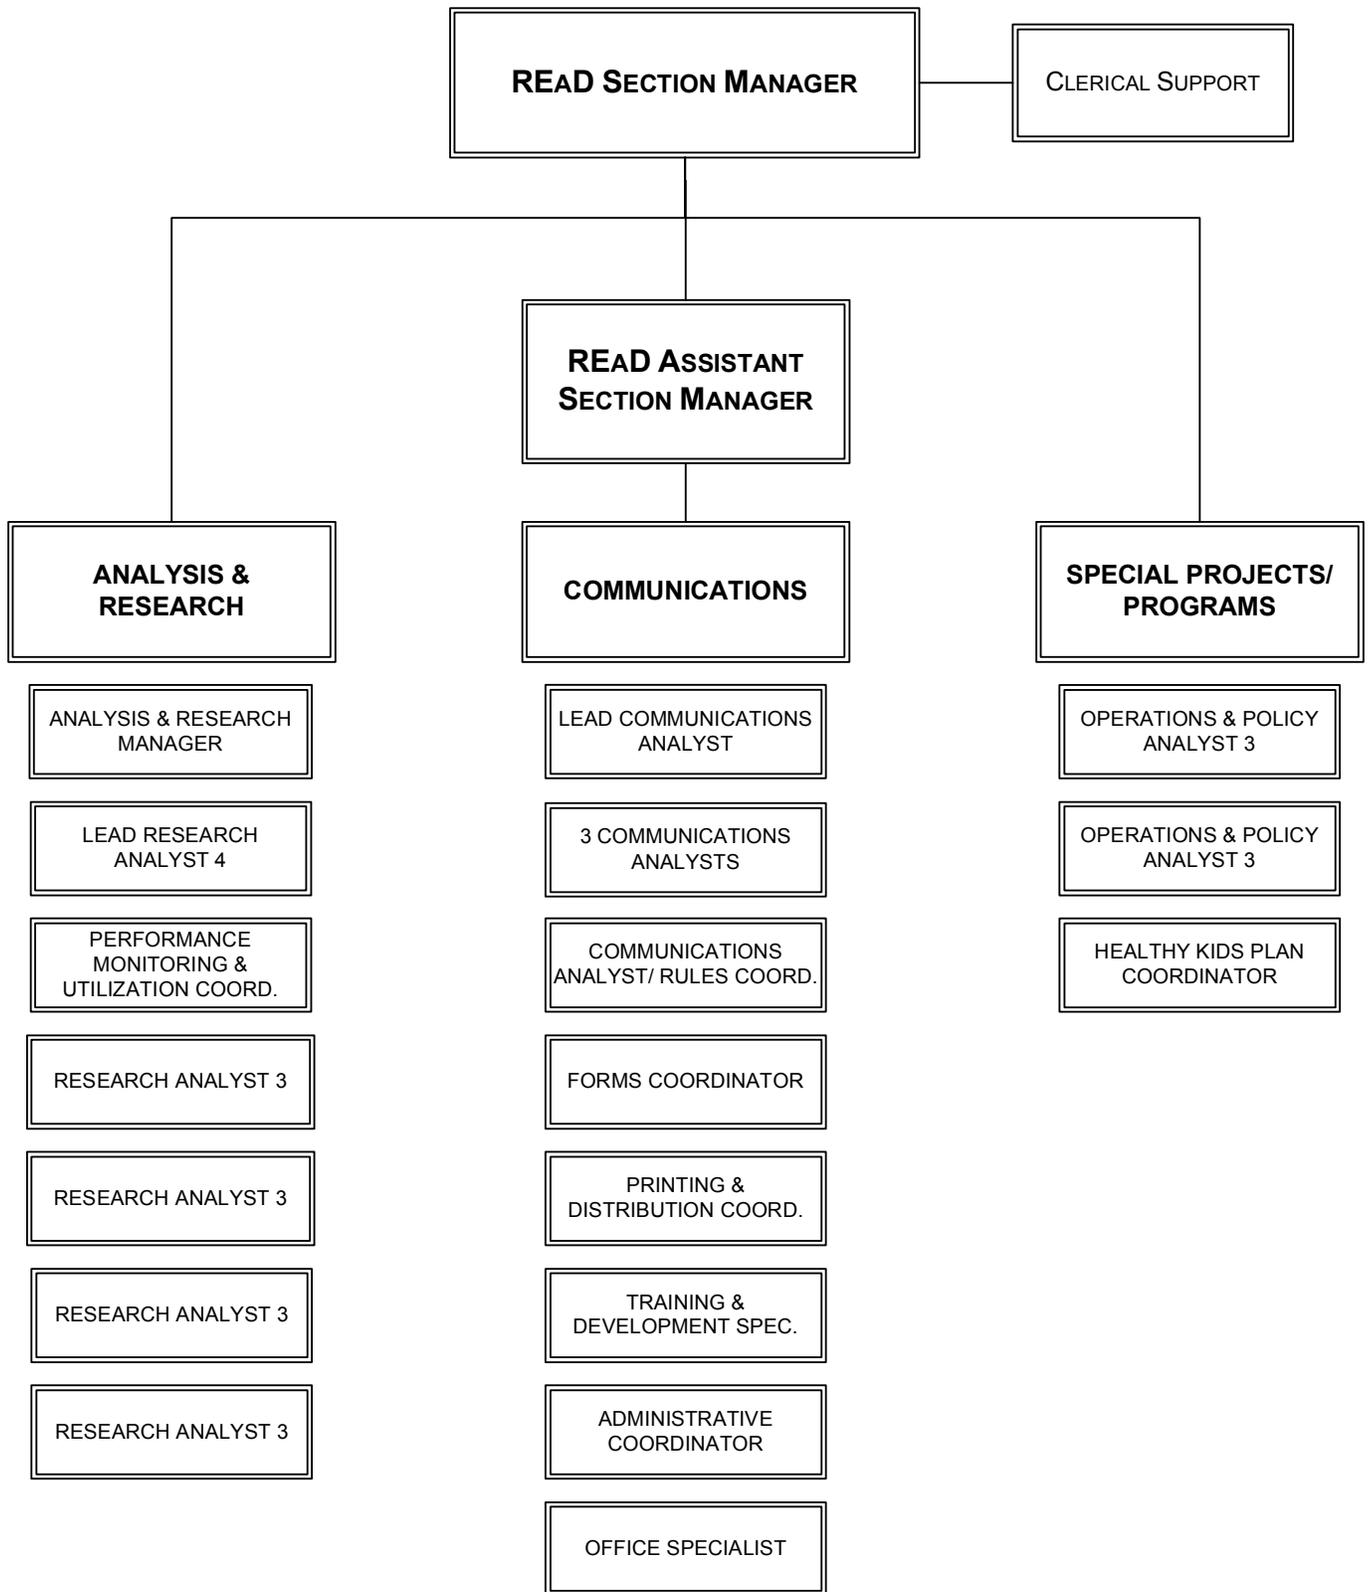 READ SECTION MANAGER
CLERICAL SUPPORT
READ ASSISTANT
SECTION MANAGER
ANALYSIS &
RESEARCH
COMMUNICATIONS
SPECIAL PROJECTS/
PROGRAMS
ANALYSIS & RESEARCH
MANAGER
LEAD RESEARCH
ANALYST 4
PERFORMANCE
MONITORING &
UTILIZATION COORD.
RESEARCH ANALYST 3
RESEARCH ANALYST 3
RESEARCH ANALYST 3
RESEARCH ANALYST 3
LEAD COMMUNICATIONS
ANALYST
3 COMMUNICATIONS
ANALYSTS
COMMUNICATIONS
ANALYST/ RULES COORD.
FORMS COORDINATOR
PRINTING &
DISTRIBUTION COORD.
TRAINING &
DEVELOPMENT SPEC.
ADMINISTRATIVE
COORDINATOR
OFFICE SPECIALIST
OPERATIONS & POLICY
ANALYST 3
OPERATIONS & POLICY
ANALYST 3
HEALTHY KIDS PLAN
COORDINATOR